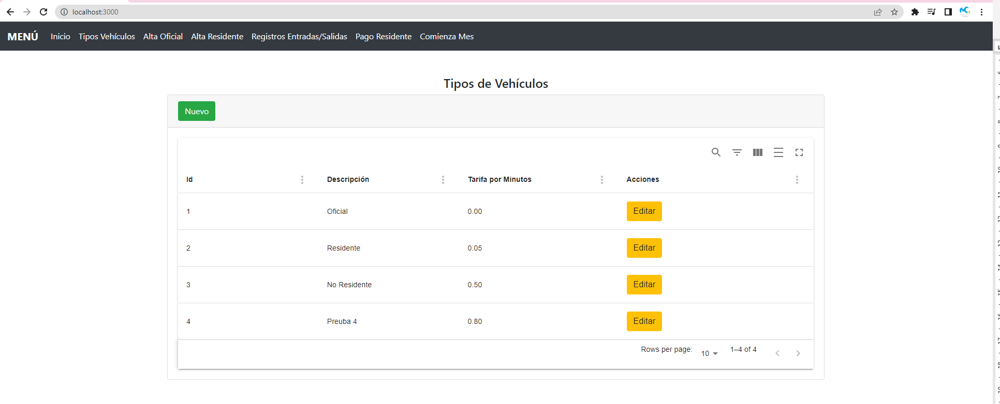 localhost:3000
MENÚ Inicio Tipos Vehículos Alta Oficial Alta Residente Registros Entradas/Salidas Pago Residente Comienza Mes
Tipos de Vehículos
Nuevo
Id Descripción Tarifa por Minutos Acciones
1 Oficial 0.00 Editar
2 Residente 0.05 Editar
3 No Residente 0.50 Editar
4 Preuba 4 0.80 Editar
Rows per page: 10 1–4 of 4